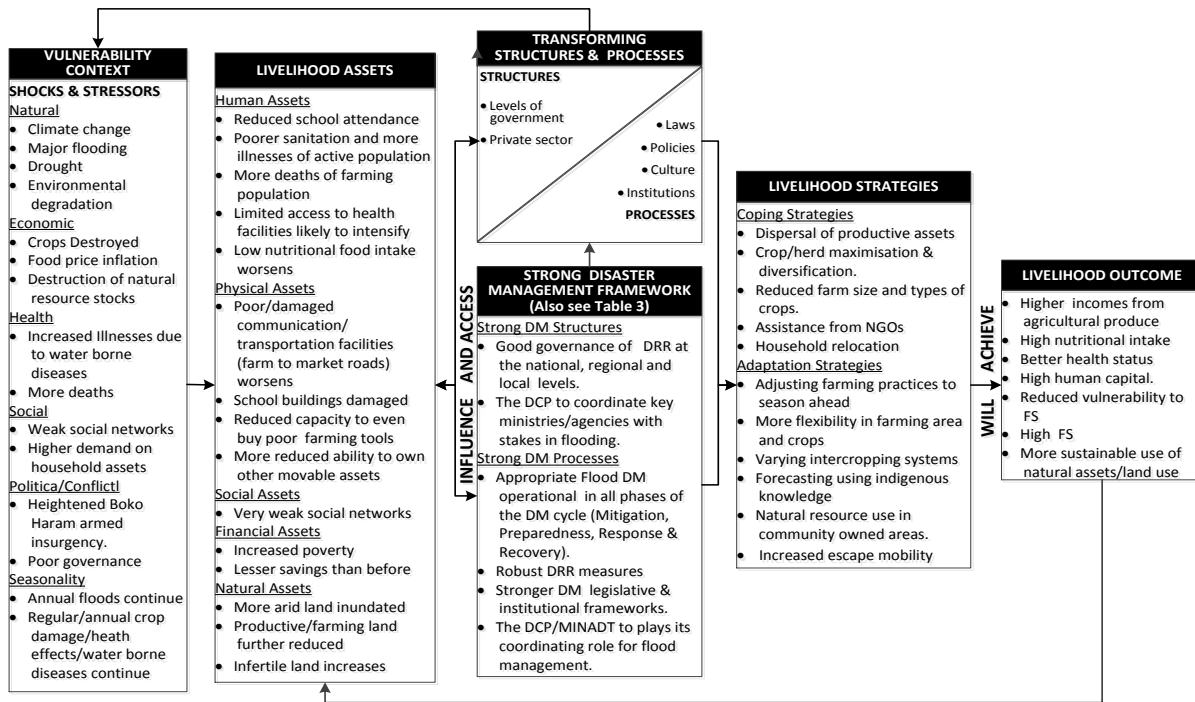 VULNERABILITY
CONTEXT
SHOCKS & STRESSORS
Natural
• Climate change
• Major flooding
• Drought
• Environmental
degradation
Economic
• Crops Destroyed
• Food price inflation
• Destruction of natural
resource stocks
Health
• Increased Illnesses due
to water borne
diseases
• More deaths
Social
• Weak social networks
• Higher demand on
household assets
Politica/Conflictl
• Heightened Boko
Haram armed
insurgency.
• Poor governance
Seasonality
• Annual floods continue
• Regular/annual crop
damage/heath
effects/water borne
diseases continue
LIVELIHOOD ASSETS
Human Assets
• Reduced school attendance
• Poorer sanitation and more
illnesses of active population
• More deaths of farming
population
• Limited access to health
facilities likely to intensify
• Low nutritional food intake
worsens
Physical Assets
• Poor/damaged
communication/
transportation facilities
(farm to market roads)
worsens
• School buildings damaged
• Reduced capacity to even
buy poor farming tools
• More reduced ability to own
other movable assets
Social Assets
• Very weak social networks
Financial Assets
• Increased poverty
• Lesser savings than before
Natural Assets
• More arid land inundated
• Productive/farming land
further reduced
• Infertile land increases
INFLUENCE AND ACCESS
TRANSFORMING
STRUCTURES & PROCESSES
STRUCTURES
• Levels of
government
• Private sector
• Laws
• Policies
• Culture
• Institutions
PROCESSES
STRONG DISASTER
MANAGEMENT FRAMEWORK
(Also see Table 3)
Strong DM Structures
• Good governance of DRR at
the national, regional and
local levels.
• The DCP to coordinate key
ministries/agencies with
stakes in flooding.
Strong DM Processes
• Appropriate Flood DM
operational in all phases of
the DM cycle (Mitigation,
Preparedness, Response &
Recovery).
• Robust DRR measures
• Stronger DM legislative &
institutional frameworks.
• The DCP/MINADT to plays its
coordinating role for flood
management.
LIVELIHOOD STRATEGIES
Coping Strategies
• Dispersal of productive assets
• Crop/herd maximisation &
diversification.
• Reduced farm size and types of
crops.
• Assistance from NGOs
• Household relocation
Adaptation Strategies
• Adjusting farming practices to
season ahead
• More flexibility in farming area
and crops
• Varying intercropping systems
• Forecasting using indigenous
knowledge
• Natural resource use in
community owned areas.
• Increased escape mobility
WILL ACHIEVE
LIVELIHOOD OUTCOME
• Higher incomes from
agricultural produce
• High nutritional intake
• Better health status
• High human capital.
• Reduced vulnerability to
FS
• High FS
• More sustainable use of
natural assets/land use